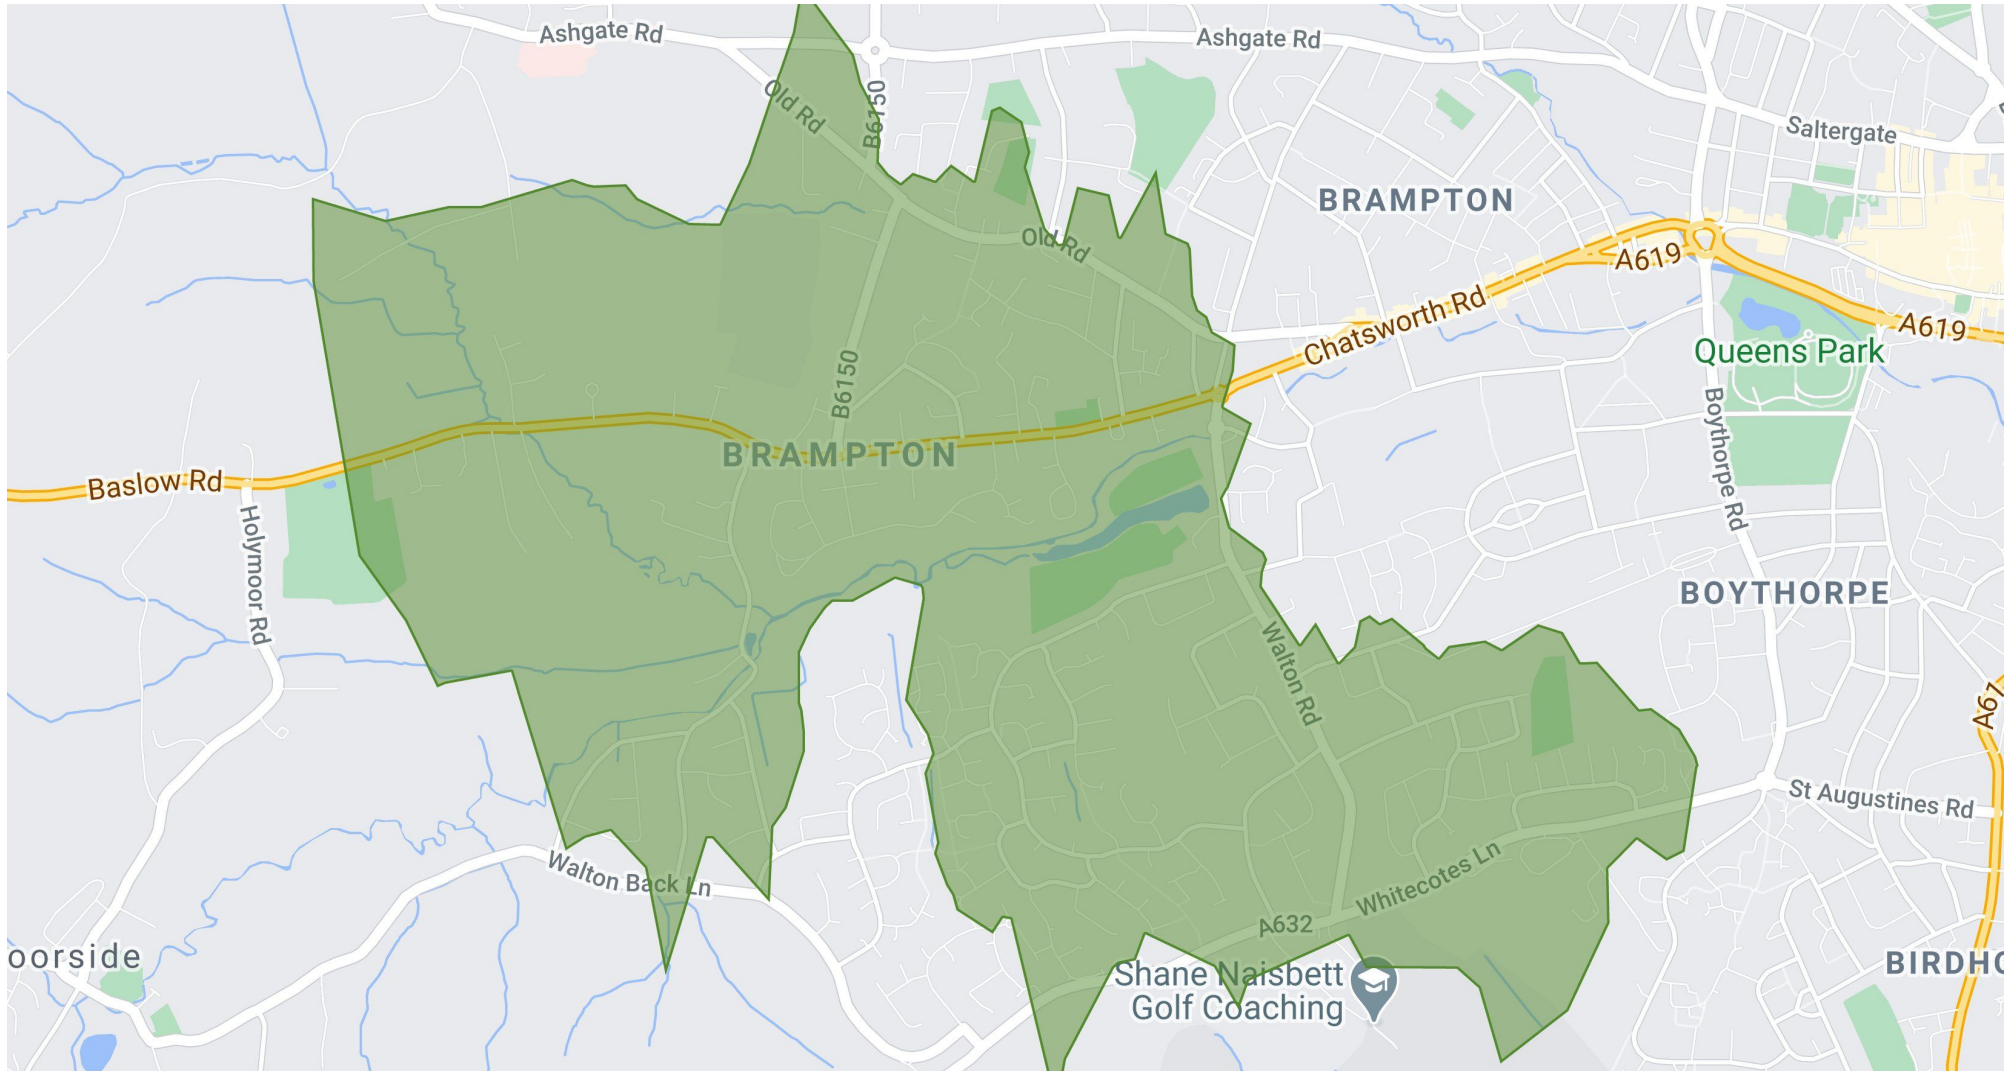 Ashgate Rd
Ashgate Rd
Old Rd
B6150
Saltergate
BRAMPTON
Old Rd
A619
Chatsworth Rd
A619
Queens Park
B6150
Boythorpe Rd
BRAMPTON
Baslow Rd
Holymoor Rd
BOYTHORPE
Walton Rd
A61
St Augustines Rd
Walton Back Ln
Whitecotes Ln
A632
oorside
BIRDHO
Shane Naisbett
Golf Coaching